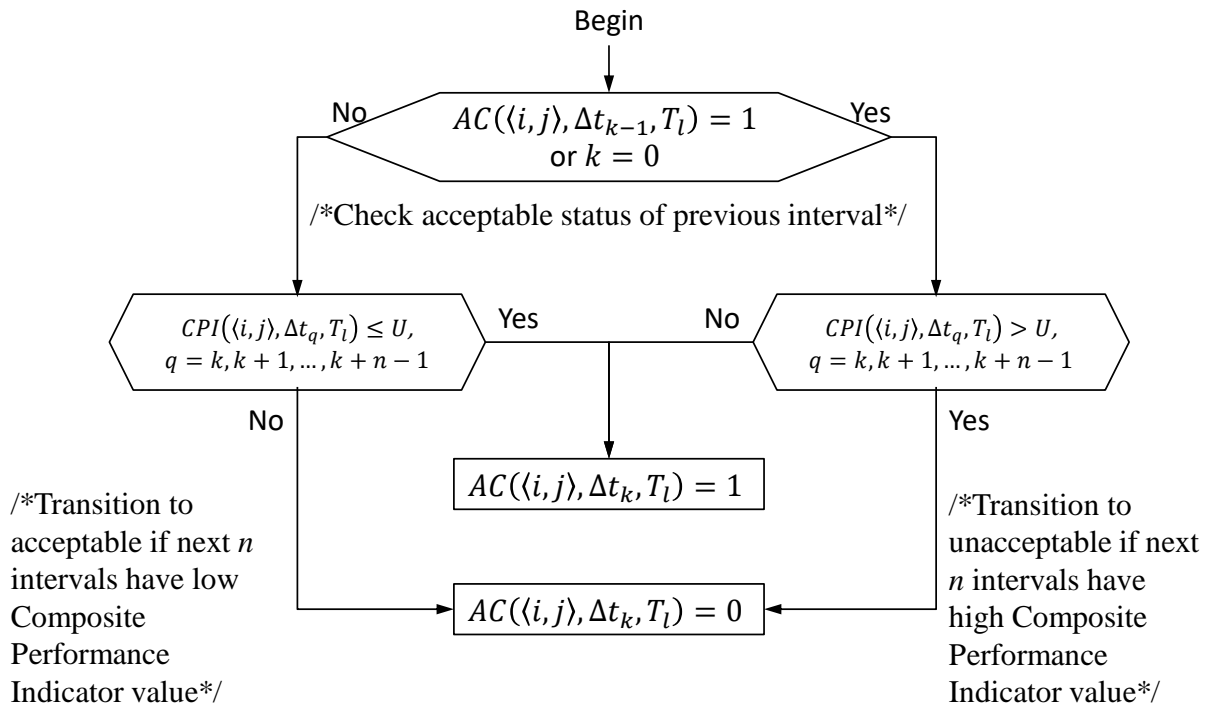 Begin
No
Yes
AC(⟨i, j⟩, Δt_{k−1}, T_l) = 1
or k = 0
/*Check acceptable status of previous interval*/
CPI(⟨i, j⟩, Δt_q, T_l) ≤ U,
q = k, k + 1, … , k + n − 1
Yes
No
CPI(⟨i, j⟩, Δt_q, T_l) > U,
q = k, k + 1, … , k + n − 1
No
Yes
AC(⟨i, j⟩, Δt_k, T_l) = 1
/*Transition to
acceptable if next n
intervals have low
Composite
Performance
Indicator value*/
/*Transition to
unacceptable if next
n intervals have
high Composite
Performance
Indicator value*/
AC(⟨i, j⟩, Δt_k, T_l) = 0